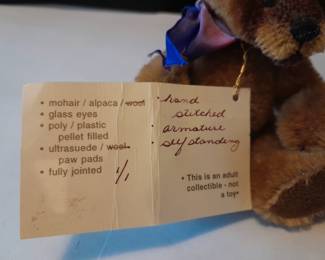 • mohair / alpaca / wool
• glass eyes
• poly / plastic
pellet filled
• ultrasuede / wool
paw pads
• fully jointed 1/1
• hand
stitched
• armature
• self standing
• This is an adult
collectible - not
a toy•